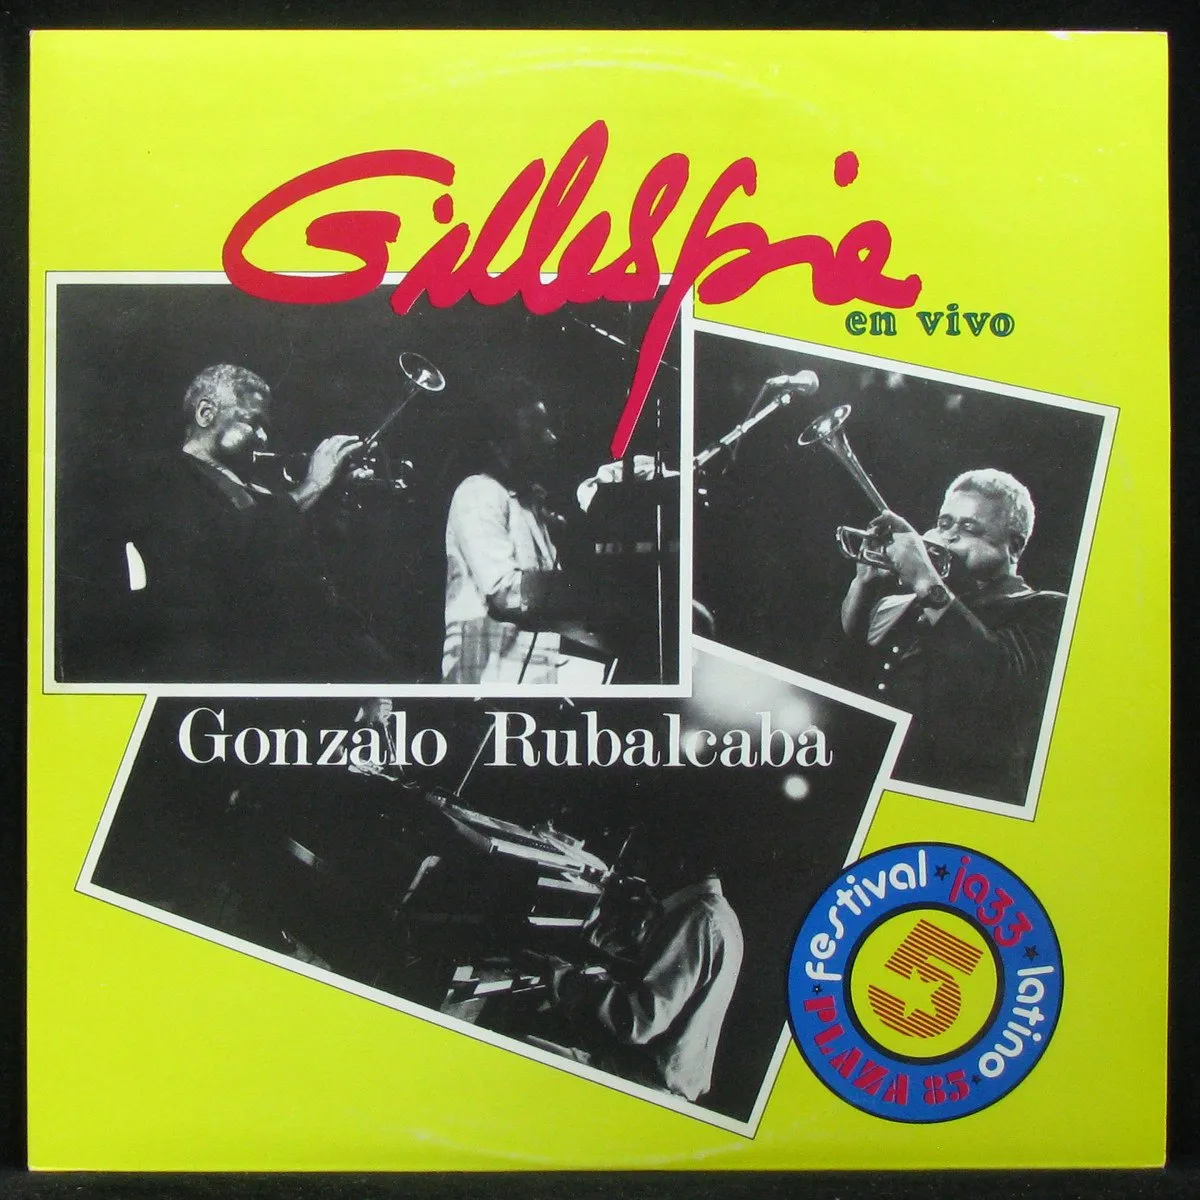 Gillespie
en vivo
Gonzalo Rubalcaba
festival jazz latino
5
PLAZA 85